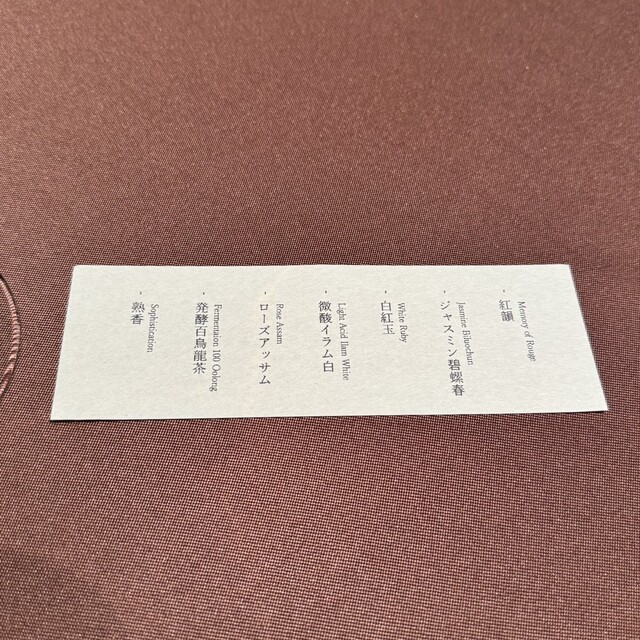 Memory of Rouge
- 紅韻
Jasmine Biluochun
- ジャスミン碧螺春
White Ruby
- 白紅玉
Light Acid Ilam White
- 微酸イラム白
Rose Assam
- ローズアッサム
Fermentaion 100 Oolong
- 発酵百烏龍茶
Sophistication
- 熟香